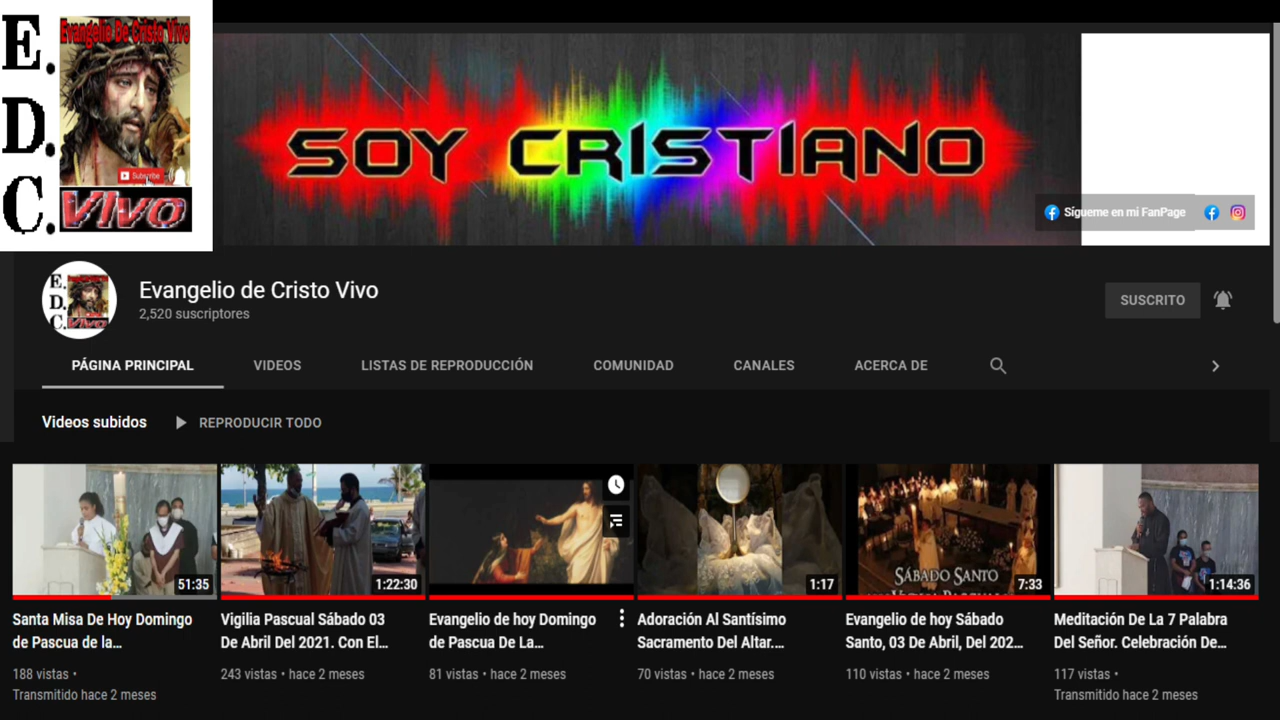 E.
D.
C.
Evangelio De Cristo Vivo
Subscribe
Vivo
SOY CRISTIANO
Sígueme en mi FanPage
E.
D.
C.
Vivo
Evangelio de Cristo Vivo
2,520 suscriptores
SUSCRITO
PÁGINA PRINCIPAL
VIDEOS
LISTAS DE REPRODUCCIÓN
COMUNIDAD
CANALES
ACERCA DE
Videos subidos
REPRODUCIR TODO
51:35
1:22:30
1:17
SÁBADO SANTO
7:33
1:14:36
Santa Misa De Hoy Domingo
de Pascua de la...
188 vistas •
Transmitido hace 2 meses
Vigilia Pascual Sábado 03
De Abril Del 2021. Con El...
243 vistas • hace 2 meses
Evangelio de hoy Domingo
de Pascua De La...
81 vistas • hace 2 meses
Adoración Al Santísimo
Sacramento Del Altar....
70 vistas • hace 2 meses
Evangelio de hoy Sábado
Santo, 03 De Abril, Del 202...
110 vistas • hace 2 meses
Meditación De La 7 Palabra
Del Señor. Celebración De...
117 vistas •
Transmitido hace 2 meses